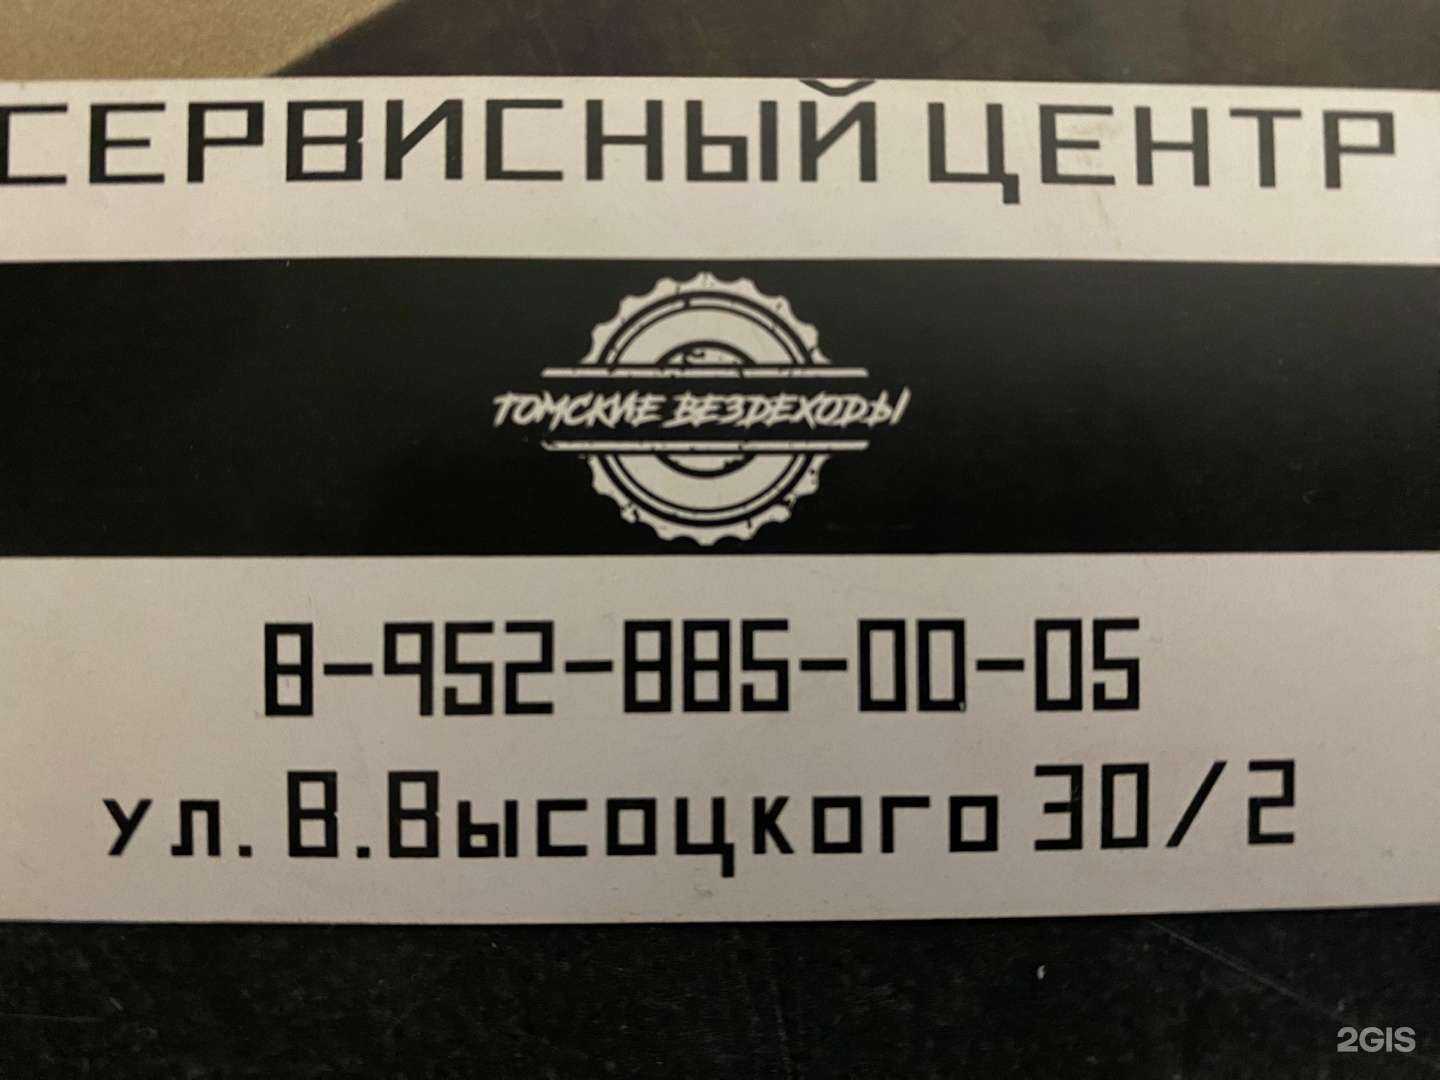 СЕРВИСНЫЙ ЦЕНТР
ТОМСКИЕ ВЕЗДЕХОДЫ
8-952-885-00-05
ул. В.Высоцкого 30/2
2GIS